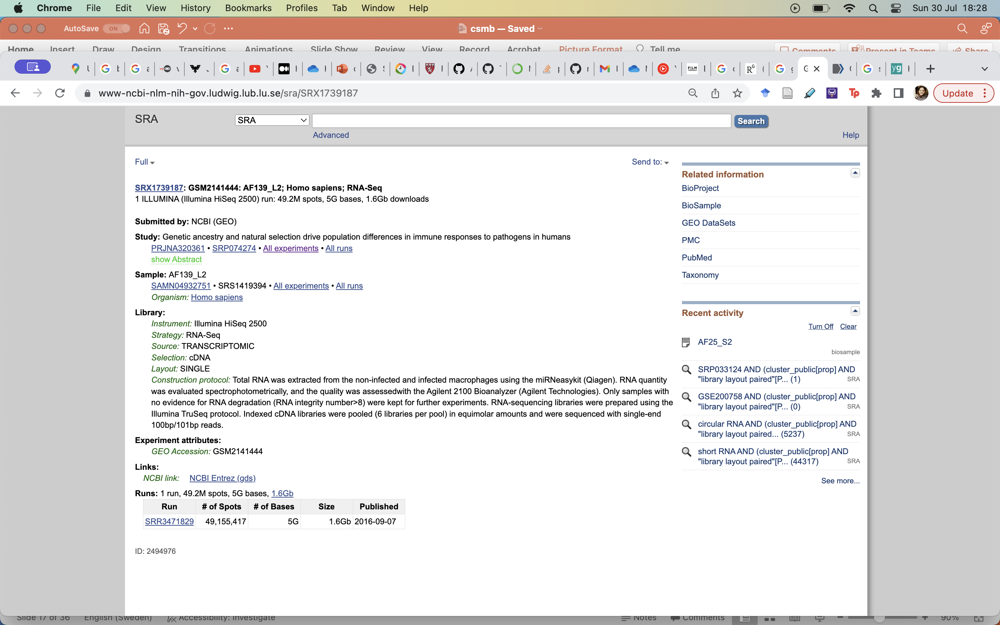 Chrome File Edit View History Bookmarks Profiles Tab Window Help Sun 30 Jul 18:28
AutoSave ON csmb — Saved
Home Insert Draw Design Transitions Animations Slide Show Review View Record Acrobat Picture Format Tell me Comments Present in Teams Share
www-ncbi-nlm-nih-gov.ludwig.lub.lu.se/sra/SRX1739187 Update
SRA SRA Search
Advanced Help
Full Send to:
SRX1739187: GSM2141444: AF139_L2; Homo sapiens; RNA-Seq
1 ILLUMINA (Illumina HiSeq 2500) run: 49.2M spots, 5G bases, 1.6Gb downloads
Submitted by: NCBI (GEO)
Study: Genetic ancestry and natural selection drive population differences in immune responses to pathogens in humans
PRJNA320361 • SRP074274 • All experiments • All runs
show Abstract
Sample: AF139_L2
SAMN04932751 • SRS1419394 • All experiments • All runs
Organism: Homo sapiens
Library:
Instrument: Illumina HiSeq 2500
Strategy: RNA-Seq
Source: TRANSCRIPTOMIC
Selection: cDNA
Layout: SINGLE
Construction protocol: Total RNA was extracted from the non-infected and infected macrophages using the miRNeasykit (Qiagen). RNA quantity
was evaluated spectrophotometrically, and the quality was assessedwith the Agilent 2100 Bioanalyzer (Agilent Technologies). Only samples with
no evidence for RNA degradation (RNA integrity number>8) were kept for further experiments. RNA-sequencing libraries were prepared using the
Illumina TruSeq protocol. Indexed cDNA libraries were pooled (6 libraries per pool) in equimolar amounts and were sequenced with single-end
100bp/101bp reads.
Experiment attributes:
GEO Accession: GSM2141444
Links:
NCBI link: NCBI Entrez (gds)
Runs: 1 run, 49.2M spots, 5G bases, 1.6Gb
Run # of Spots # of Bases Size Published
SRR3471829 49,155,417 5G 1.6Gb 2016-09-07
ID: 2494976
Related information
BioProject
BioSample
GEO DataSets
PMC
PubMed
Taxonomy
Recent activity
Turn Off Clear
AF25_S2
biosample
SRP033124 AND (cluster_public[prop] AND
"library layout paired"[P... (1) SRA
GSE200758 AND (cluster_public[prop] AND
"library layout paired"[P... (0) SRA
circular RNA AND (cluster_public[prop] AND
"library layout paired... (5237) SRA
short RNA AND (cluster_public[prop] AND
"library layout paired"[P... (44317) SRA
See more...
Slide 17 of 36 English (Sweden) Accessibility: Investigate Notes Comments 90%